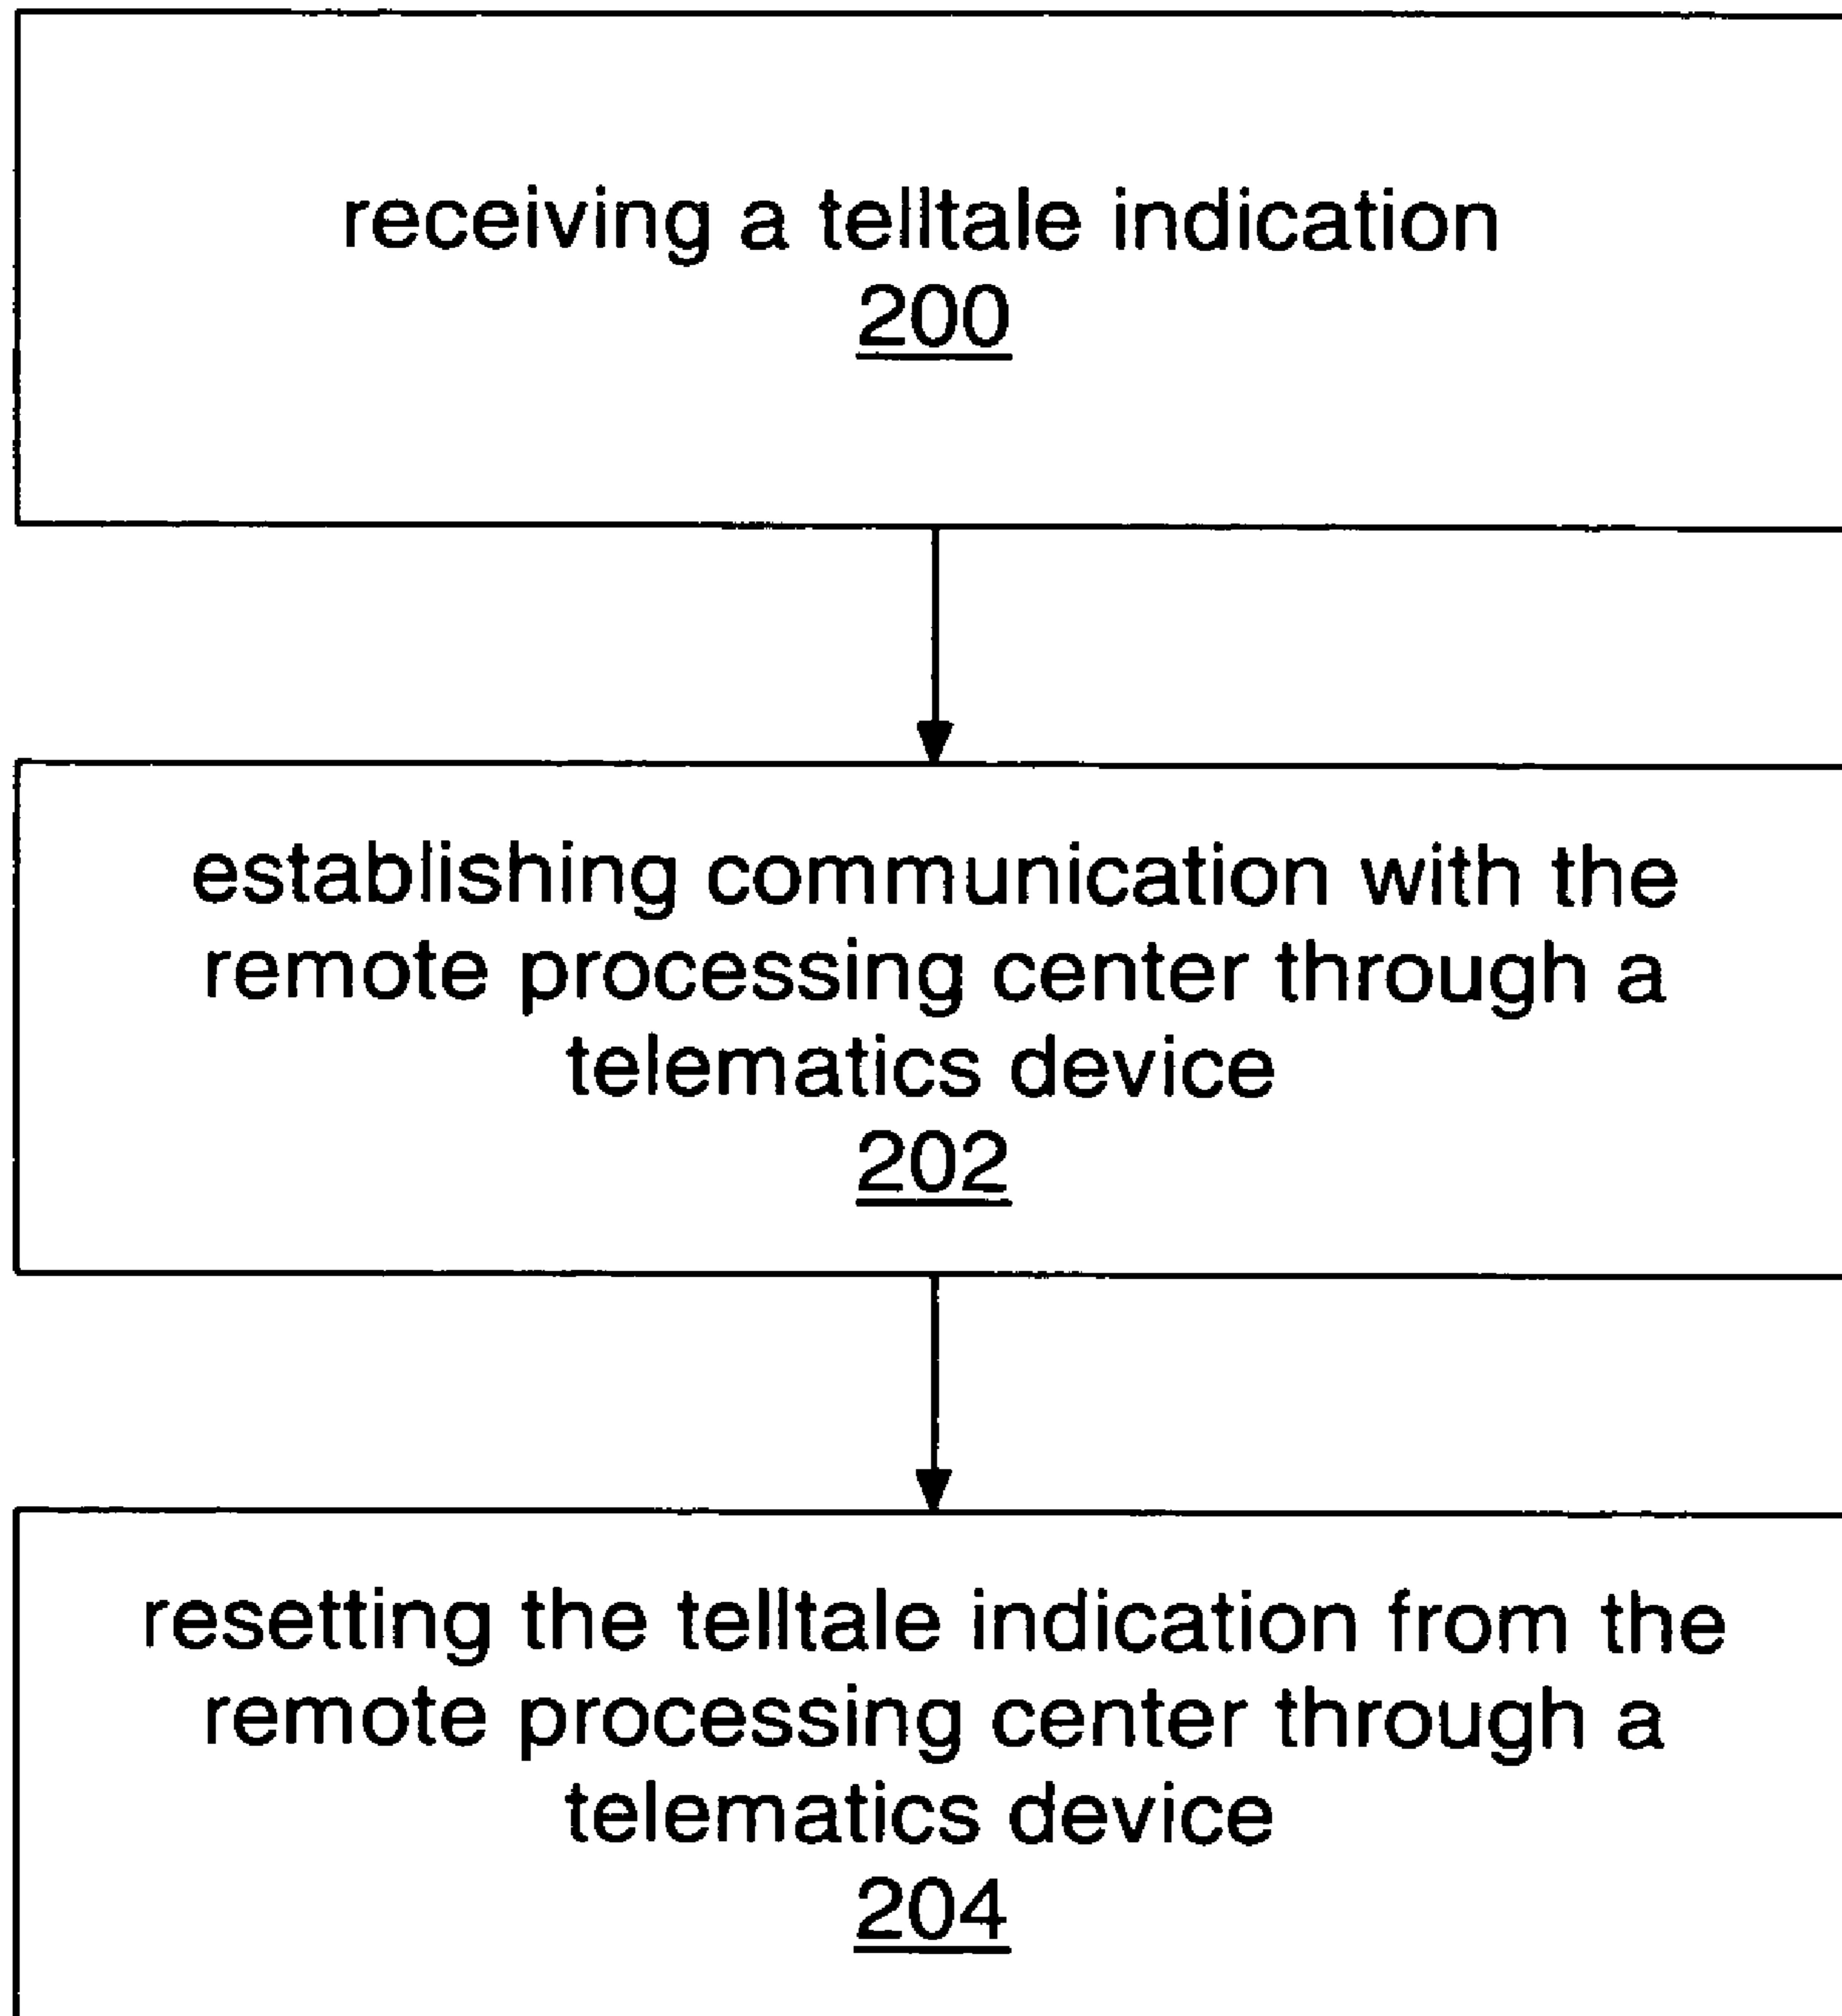 receiving a telltale indication
200
establishing communication with the
remote processing center through a
telematics device
202
resetting the telltale indication from the
remote processing center through a
telematics device
204